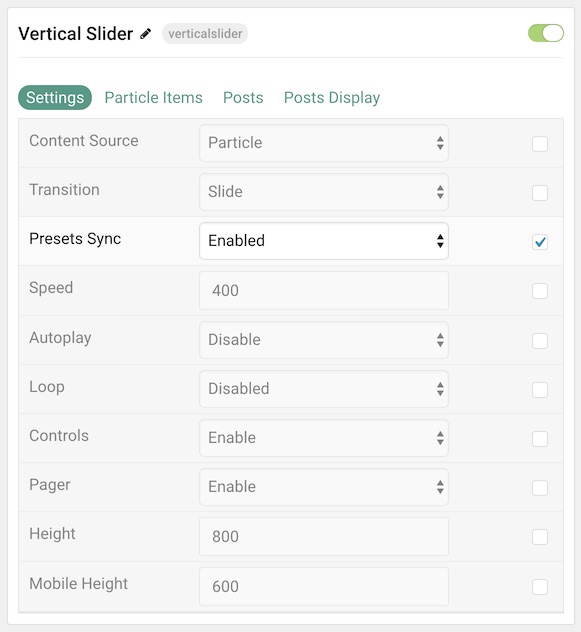 Vertical Slider verticalslider
Settings Particle Items Posts Posts Display
Content Source Particle
Transition Slide
Presets Sync Enabled
Speed 400
Autoplay Disable
Loop Disabled
Controls Enable
Pager Enable
Height 800
Mobile Height 600